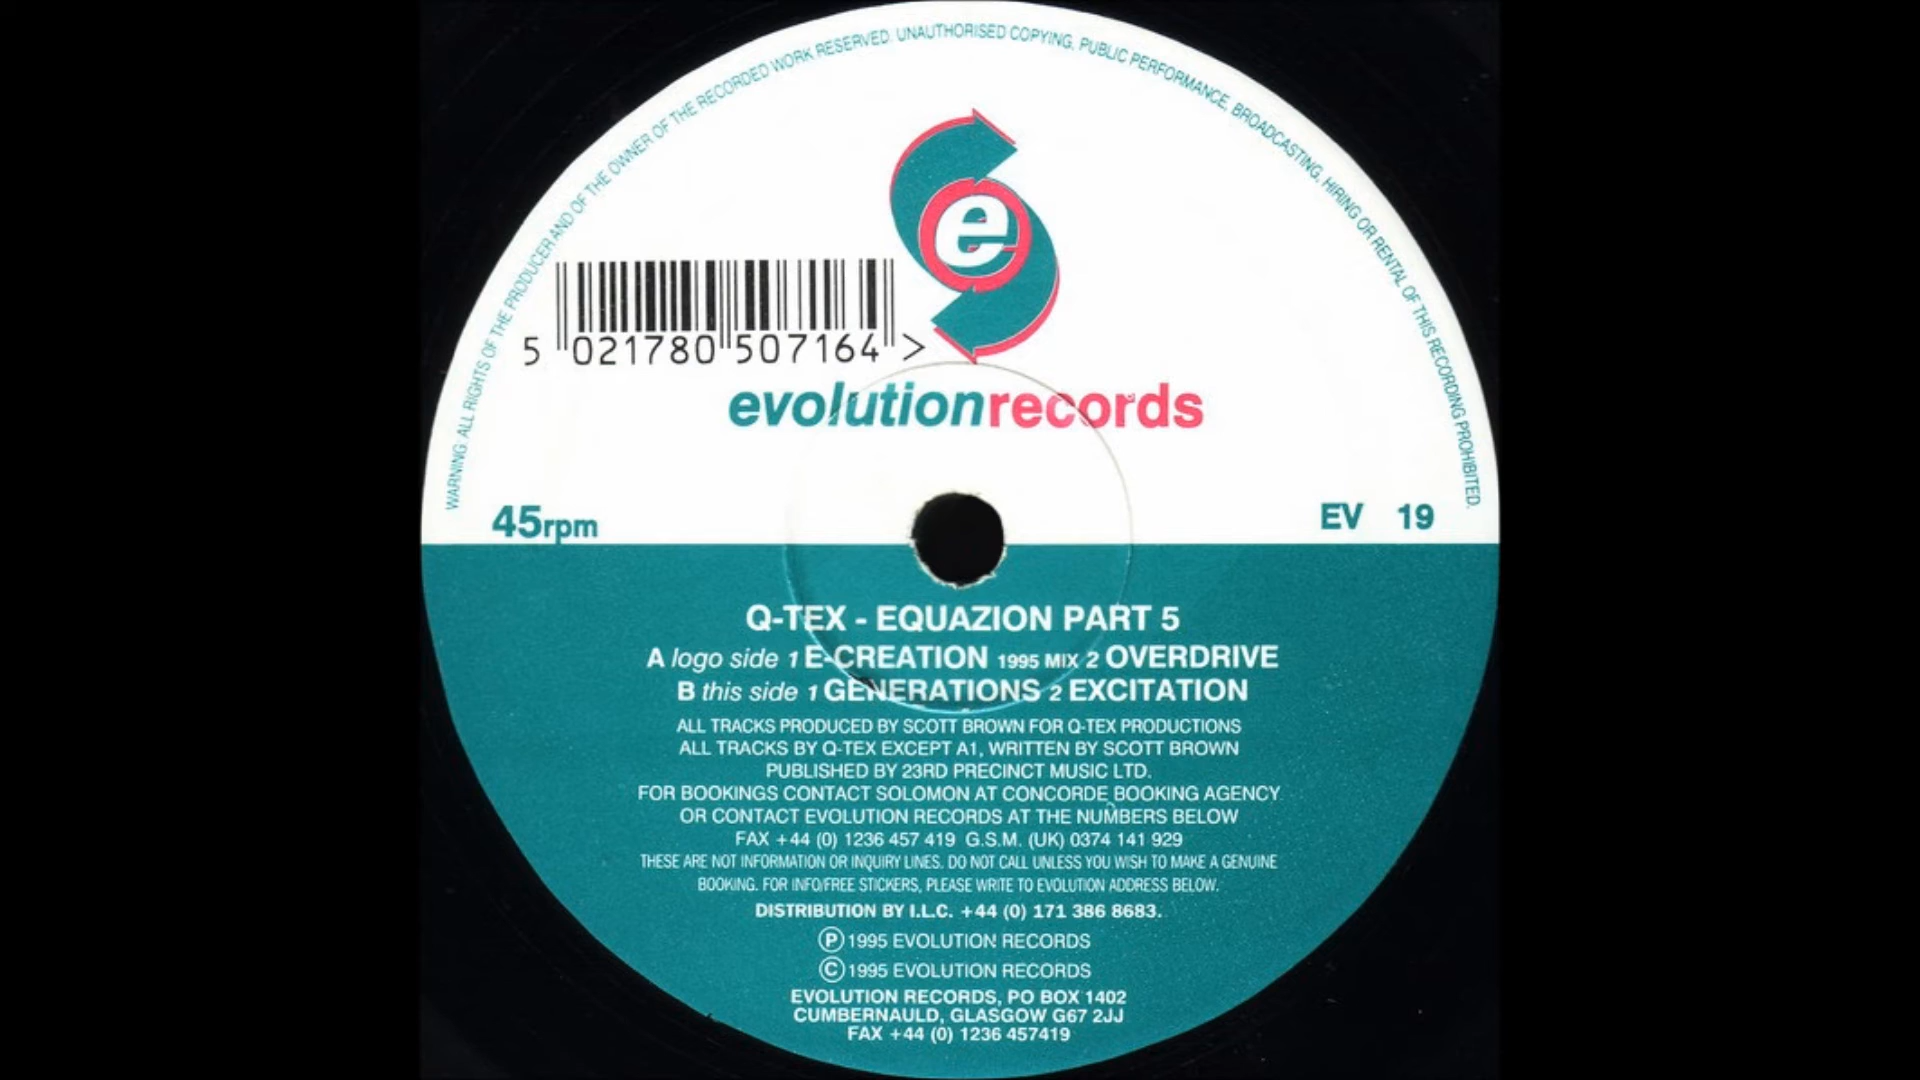 WARNING. ALL RIGHTS OF THE PRODUCER AND OF THE OWNER OF THE RECORDED WORK RESERVED. UNAUTHORISED COPYING, PUBLIC PERFORMANCE, BROADCASTING, HIRING OR RENTAL OF THIS RECORDING PROHIBITED.
e
5 021780 507164 >
evolutionrecords
45rpm
EV 19
Q-TEX - EQUAZION PART 5
A logo side 1 E-CREATION 1995 MIX 2 OVERDRIVE
B this side 1 GENERATIONS 2 EXCITATION
ALL TRACKS PRODUCED BY SCOTT BROWN FOR Q-TEX PRODUCTIONS
ALL TRACKS BY Q-TEX EXCEPT A1, WRITTEN BY SCOTT BROWN
PUBLISHED BY 23RD PRECINCT MUSIC LTD.
FOR BOOKINGS CONTACT SOLOMON AT CONCORDE BOOKING AGENCY
OR CONTACT EVOLUTION RECORDS AT THE NUMBERS BELOW
FAX +44 (0) 1236 457 419 G.S.M. (UK) 0374 141 929
THESE ARE NOT INFORMATION OR INQUIRY LINES. DO NOT CALL UNLESS YOU WISH TO MAKE A GENUINE
BOOKING. FOR INFO/FREE STICKERS, PLEASE WRITE TO EVOLUTION ADDRESS BELOW.
DISTRIBUTION BY I.L.C. +44 (0) 171 386 8683.
Ⓟ 1995 EVOLUTION RECORDS
© 1995 EVOLUTION RECORDS
EVOLUTION RECORDS, PO BOX 1402
CUMBERNAULD, GLASGOW G67 2JJ
FAX +44 (0) 1236 457419